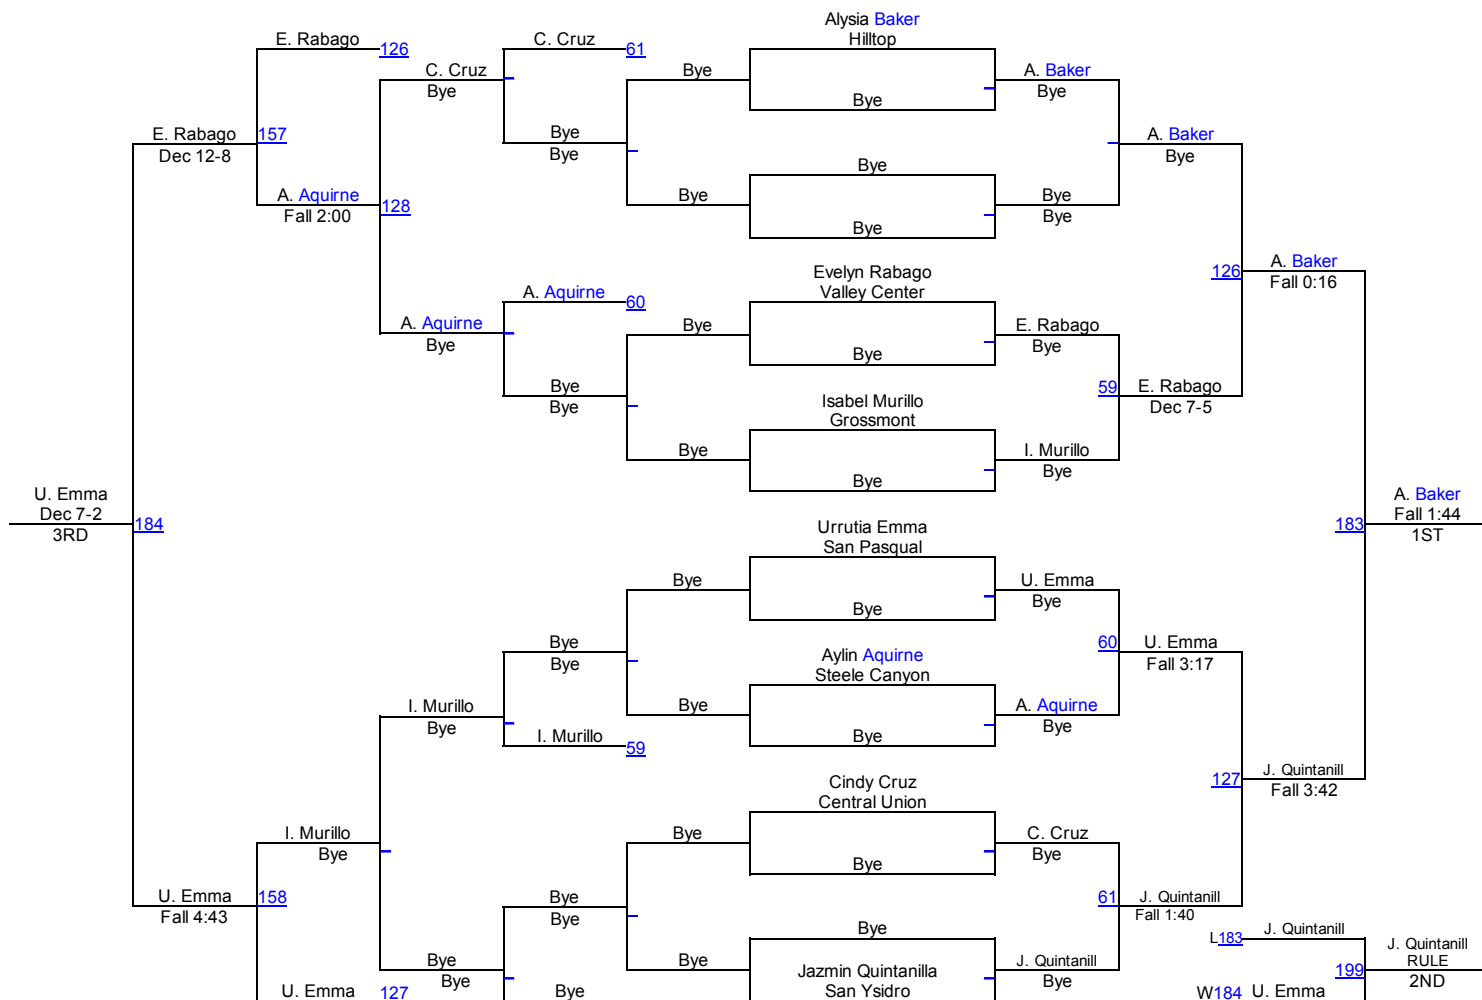 Alysia Baker
E. Rabago 126 C. Cruz 61 Hilltop
C. Cruz Bye A. Baker
Bye Bye Bye
E. Rabago 157 Bye A. Baker
Dec 12-8 Bye Bye
Bye
A. Aquirne Bye Bye
Fall 2:00 128 Bye
Bye
Evelyn Rabago 126 A. Baker
A. Aquirne 60 Valley Center Fall 0:16
A. Aquirne Bye E. Rabago
Bye Bye Bye
Bye 59 E. Rabago
Bye Isabel Murillo Dec 7-5
Grossmont
Bye I. Murillo
Bye Bye
U. Emma A. Baker
Dec 7-2 184 183 Fall 1:44
3RD Urrutia Emma 1ST
San Pasqual
Bye U. Emma
Bye Bye
Bye 60 U. Emma
Bye Aylin Aquirne Fall 3:17
Steele Canyon
I. Murillo Bye A. Aquirne
Bye Bye Bye
I. Murillo 59
127 J. Quintanill
Cindy Cruz Fall 3:42
Central Union
I. Murillo Bye C. Cruz
Bye Bye Bye
U. Emma 158 Bye 61 J. Quintanill
Fall 4:43 Bye Fall 1:40
Bye L183 J. Quintanill
Bye Bye J. Quintanill J. Quintanill
Bye Jazmin Quintanilla Bye 199 RULE
U. Emma 127 Bye San Ysidro W184 U. Emma 2ND